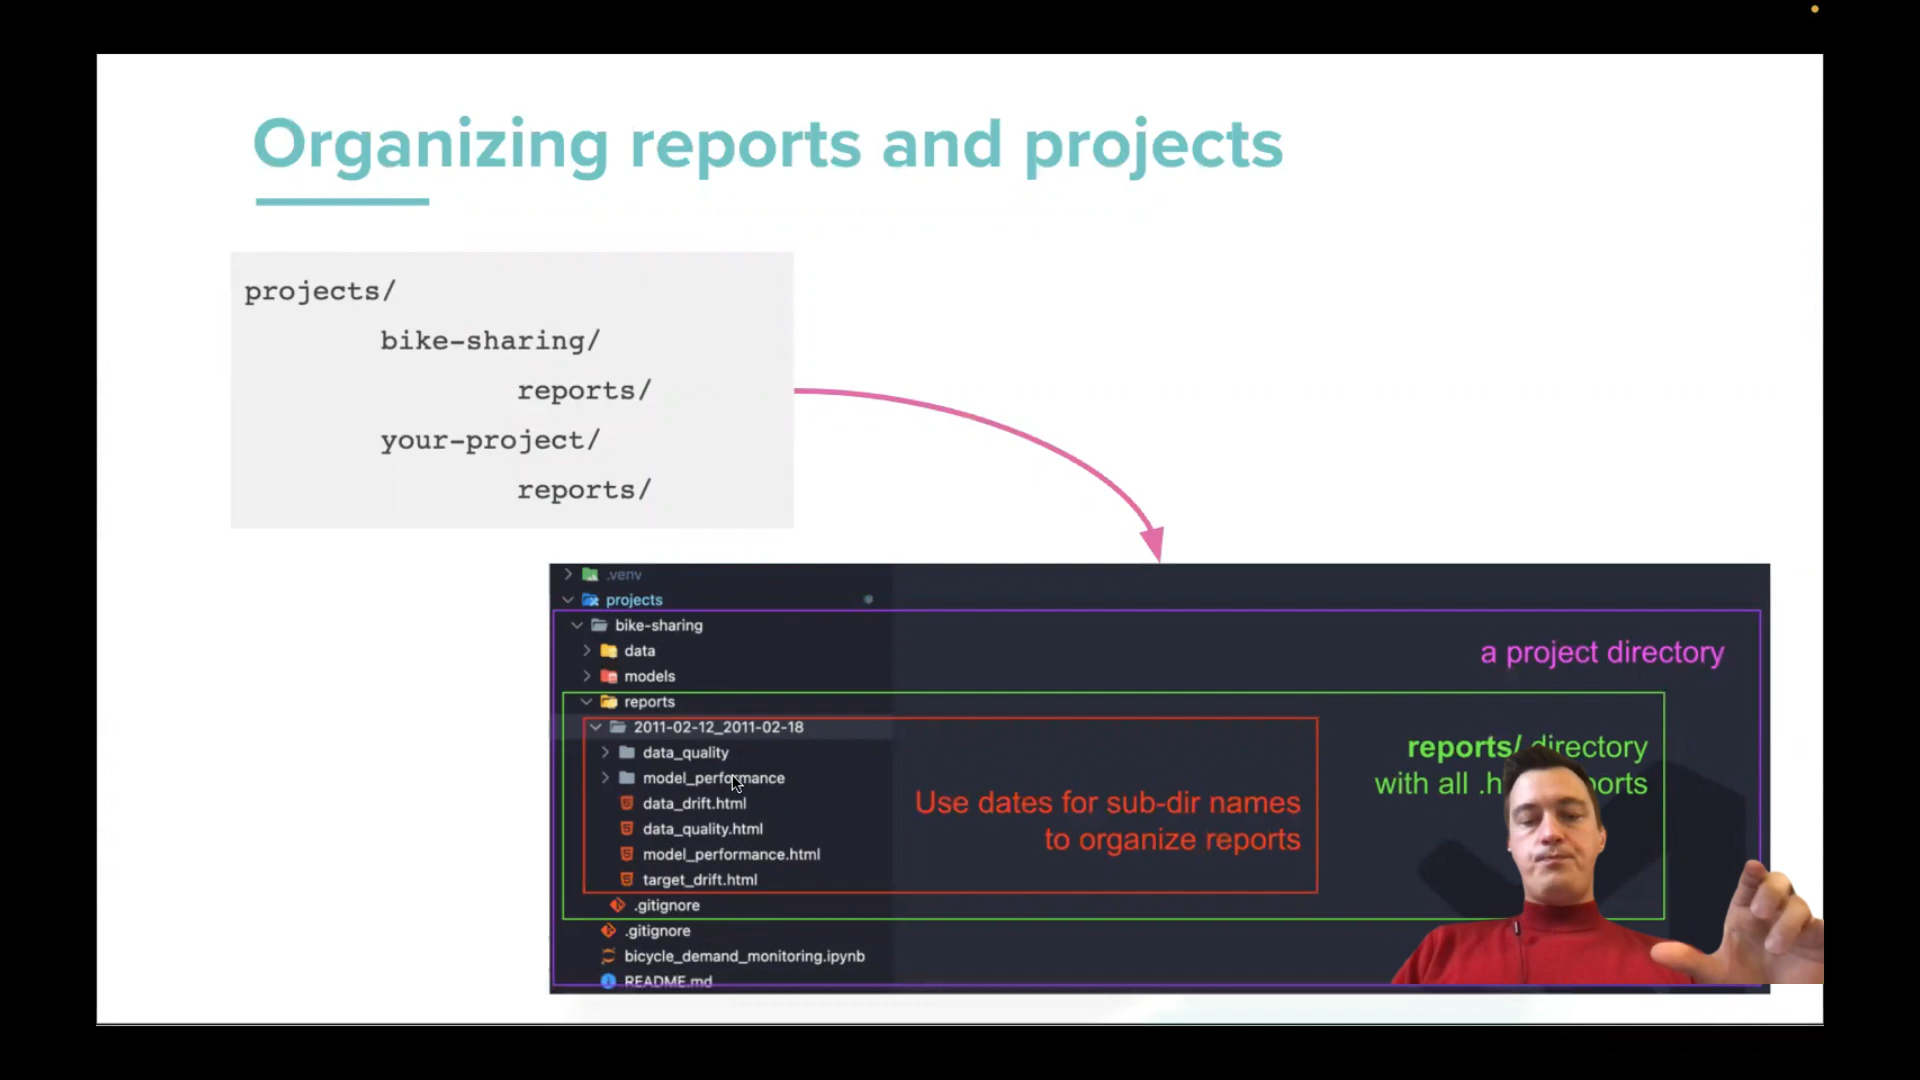 Organizing reports and projects
projects/
bike-sharing/
reports/
your-project/
reports/
.venv
projects
bike-sharing
data
models
reports
2011-02-12_2011-02-18
data_quality
model_performance
data_drift.html
data_quality.html
model_performance.html
target_drift.html
.gitignore
.gitignore
bicycle_demand_monitoring.ipynb
README.md
a project directory
reports/ directory
with all
Use dates for sub-dir names
to organize reports